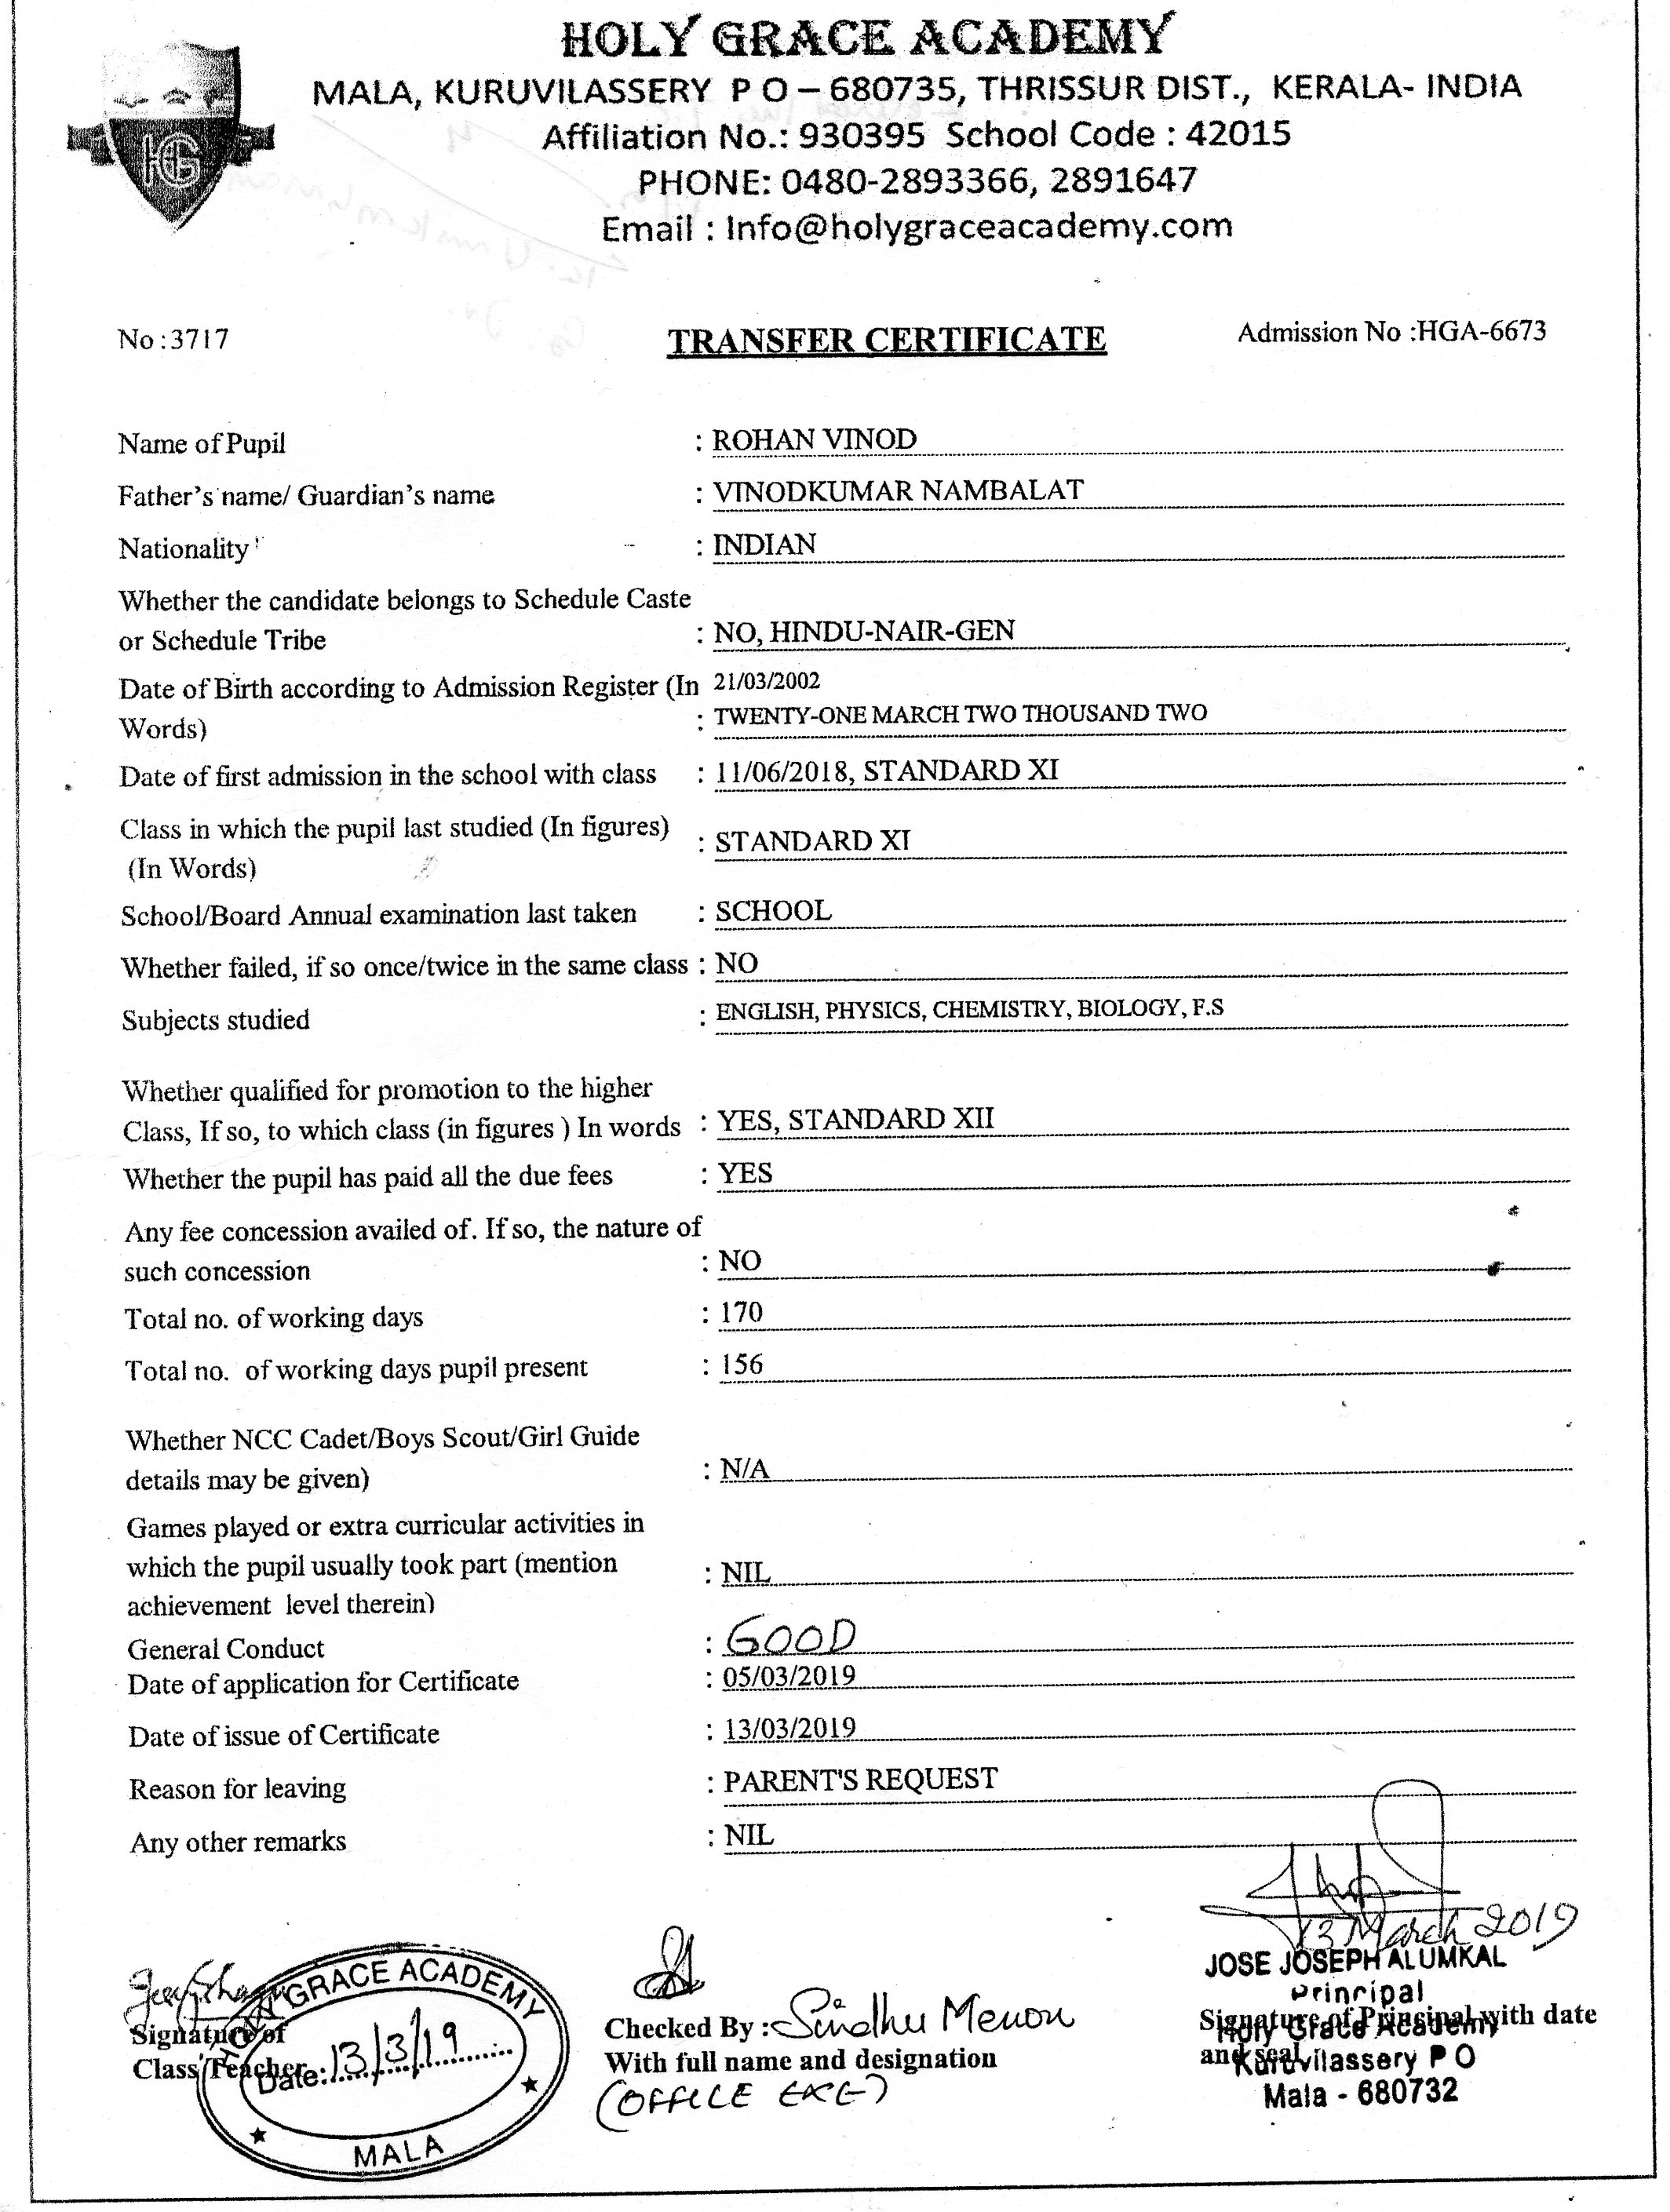 HOLY GRACE ACADEMY
MALA, KURUVILASSERY P O – 680735, THRISSUR DIST., KERALA- INDIA
Affiliation No.: 930395 School Code : 42015
PHONE: 0480-2893366, 2891647
Email : Info@holygraceacademy.com
HG
No :3717 TRANSFER CERTIFICATE Admission No :HGA-6673
Name of Pupil : ROHAN VINOD
Father's name/ Guardian's name : VINODKUMAR NAMBALAT
Nationality : INDIAN
Whether the candidate belongs to Schedule Caste
or Schedule Tribe : NO, HINDU-NAIR-GEN
Date of Birth according to Admission Register (In 21/03/2002
Words) : TWENTY-ONE MARCH TWO THOUSAND TWO
Date of first admission in the school with class : 11/06/2018, STANDARD XI
Class in which the pupil last studied (In figures) : STANDARD XI
(In Words)
School/Board Annual examination last taken : SCHOOL
Whether failed, if so once/twice in the same class : NO
Subjects studied : ENGLISH, PHYSICS, CHEMISTRY, BIOLOGY, F.S
Whether qualified for promotion to the higher
Class, If so, to which class (in figures ) In words : YES, STANDARD XII
Whether the pupil has paid all the due fees : YES
Any fee concession availed of. If so, the nature of
such concession : NO
Total no. of working days : 170
Total no. of working days pupil present : 156
Whether NCC Cadet/Boys Scout/Girl Guide
details may be given) : N/A
Games played or extra curricular activities in
which the pupil usually took part (mention : NIL
achievement level therein)
General Conduct : GOOD
Date of application for Certificate : 05/03/2019
Date of issue of Certificate : 13/03/2019
Reason for leaving : PARENT'S REQUEST
Any other remarks : NIL
13 March 2019
JOSE JOSEPH ALUMKAL
Principal
Holy Grace Academy
Kuruvilassery P O
Mala - 680732
Signature of Principal with date
and seal
Checked By : Sindhu Menon
With full name and designation
(OFFICE EXE)
Signature of
Class Teacher
HOLY GRACE ACADEMY
Date: 13/3/19
MALA